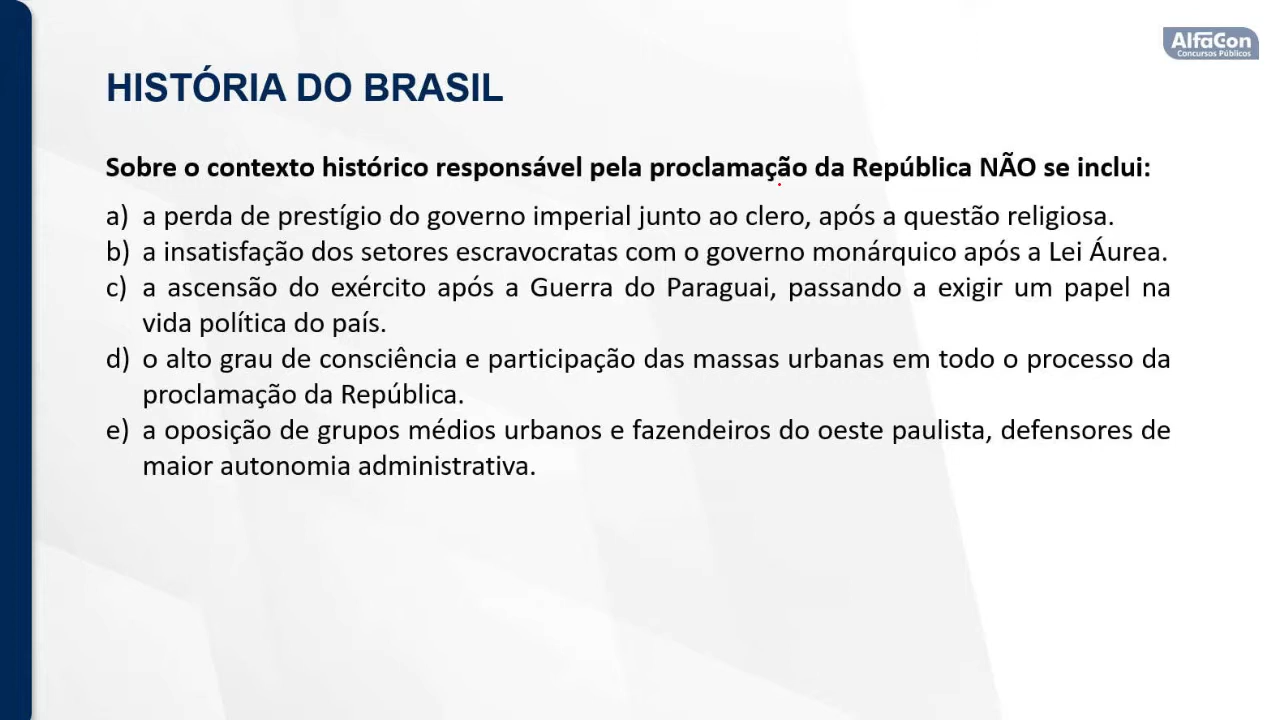 AlfaCon
Concursos Públicos
HISTÓRIA DO BRASIL
Sobre o contexto histórico responsável pela proclamação da República NÃO se inclui:
a) a perda de prestígio do governo imperial junto ao clero, após a questão religiosa.
b) a insatisfação dos setores escravocratas com o governo monárquico após a Lei Áurea.
c) a ascensão do exército após a Guerra do Paraguai, passando a exigir um papel na
vida política do país.
d) o alto grau de consciência e participação das massas urbanas em todo o processo da
proclamação da República.
e) a oposição de grupos médios urbanos e fazendeiros do oeste paulista, defensores de
maior autonomia administrativa.